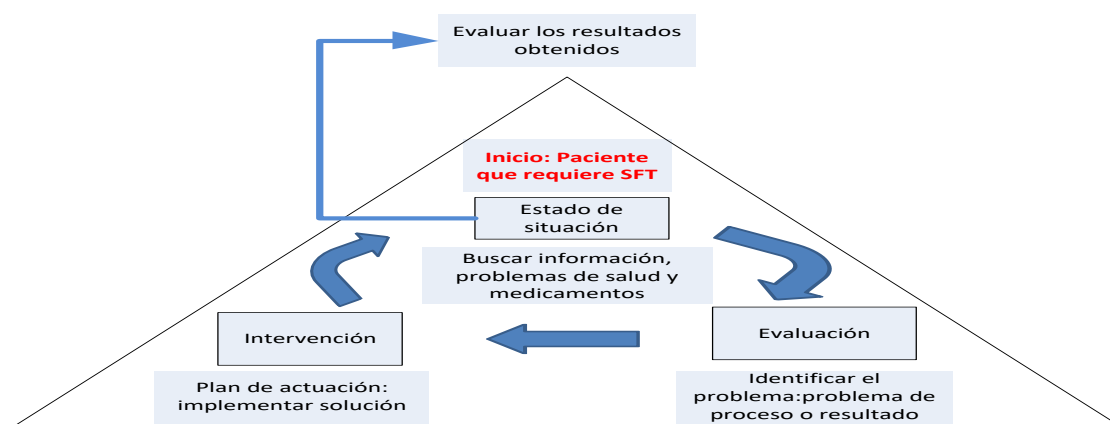 Evaluar los resultados
obtenidos
Inicio: Paciente
que requiere SFT
Estado de
situación
Buscar información,
problemas de salud y
medicamentos
Intervención
Evaluación
Plan de actuación:
implementar solución
Identificar el
problema:problema de
proceso o resultado